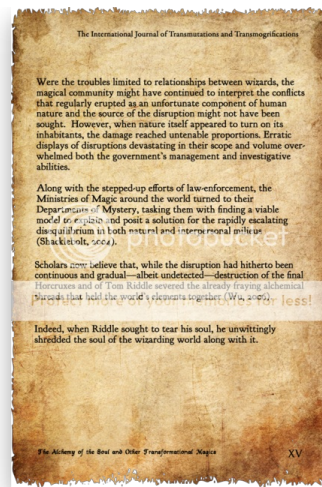 The International Journal of Transmutations and Transmogrifications
Were the troubles limited to relationships between wizards, the
magical community might have continued to interpret the conflicts
that regularly erupted as an unfortunate component of human
nature and the source of the disruption might not have been
sought. However, when nature itself appeared to turn on its
inhabitants, the damage reached untenable proportions. Erratic
displays of disruptions devastating in their scope and volume over-
whelmed both the government's management and investigative
abilities.
Along with the stepped-up efforts of law-enforcement, the
Ministries of Magic around the world turned to their
Departments of Mystery, tasking them with finding a viable
model to explain and posit a solution for the rapidly escalating
disequilibrium in both natural and interpersonal milieus
(Shacklebolt, 2004).
photobucket
Scholars now believe that, while the disruption had hitherto been
continuous and gradual—albeit undetected—destruction of the final
Horcruxes and of Tom Riddle severed the already fraying alchemical
threads that held the world's elements together (Wu, 2006).
for less!
Indeed, when Riddle sought to tear his soul, he unwittingly
shredded the soul of the wizarding world along with it.
The Alchemy of the Soul and Other Transformational Magics
XV